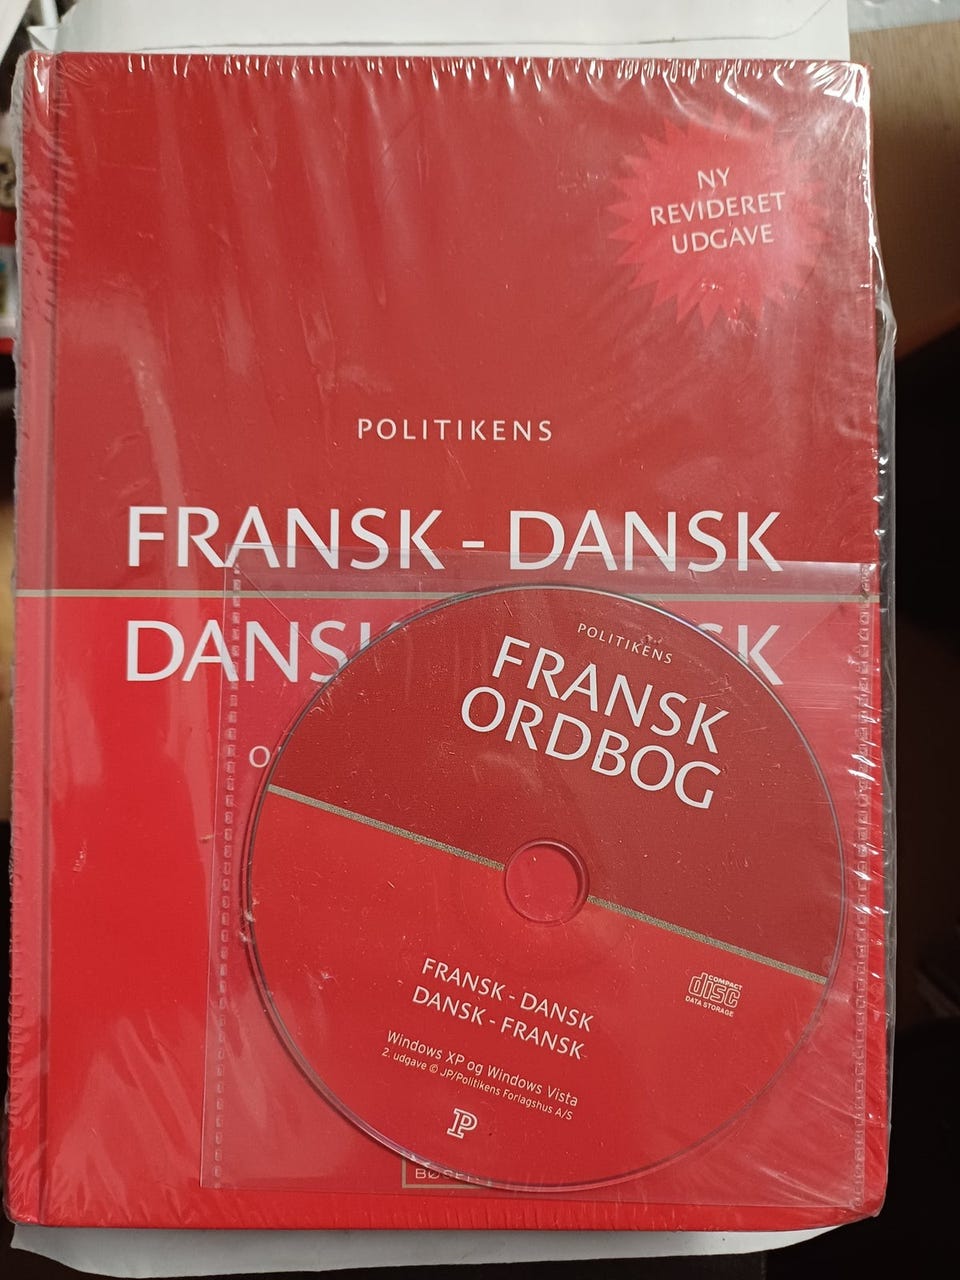 NY
REVIDERET
UDGAVE
POLITIKENS
FRANSK - DANSK
POLITIKENS
FRANSK
ORDBOG
FRANSK - DANSK
DANSK - FRANSK
COMPACT
disc
DATA STORAGE
Windows XP og Windows Vista
2. udgave © JP/Politikens Forlagshus A/S
P